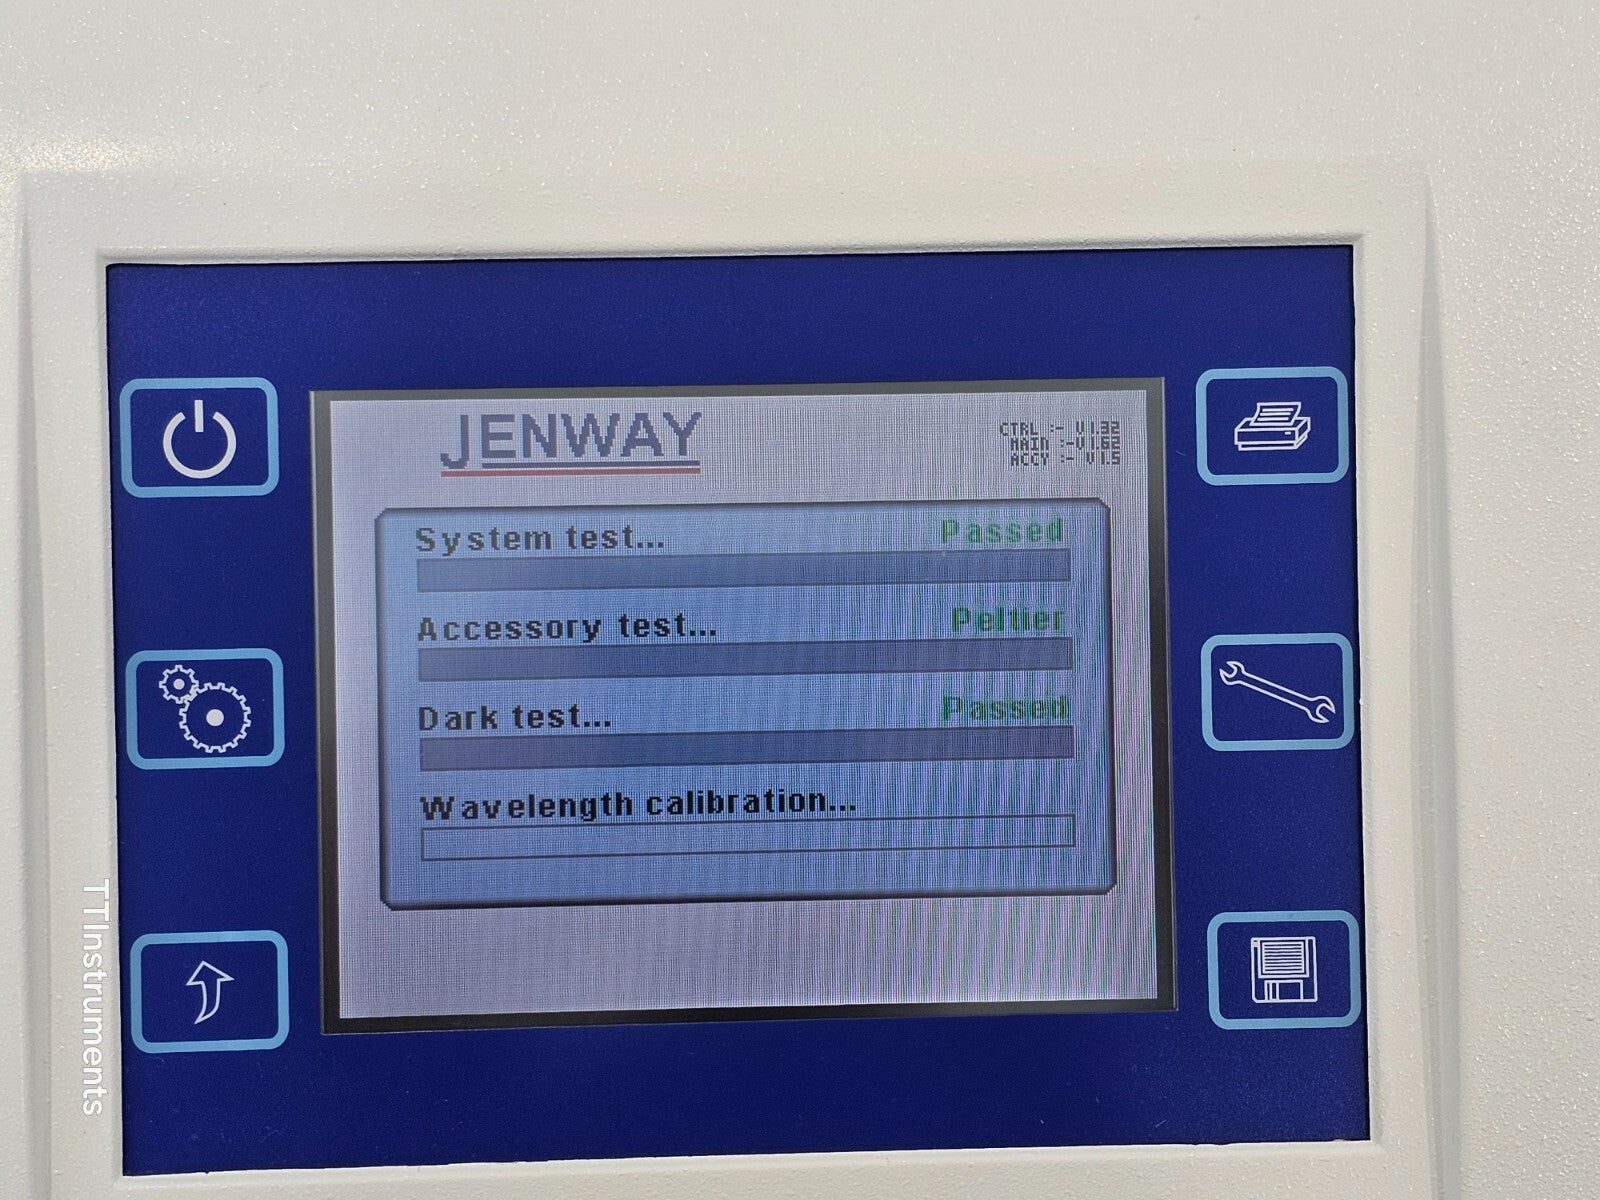 JENWAY
CTRL :- V1.32
MAIN :-V1.62
ACCY :- V1.5
System test... Passed
Accessory test... Peltier
Dark test... Passed
Wavelength calibration...
TTInstruments